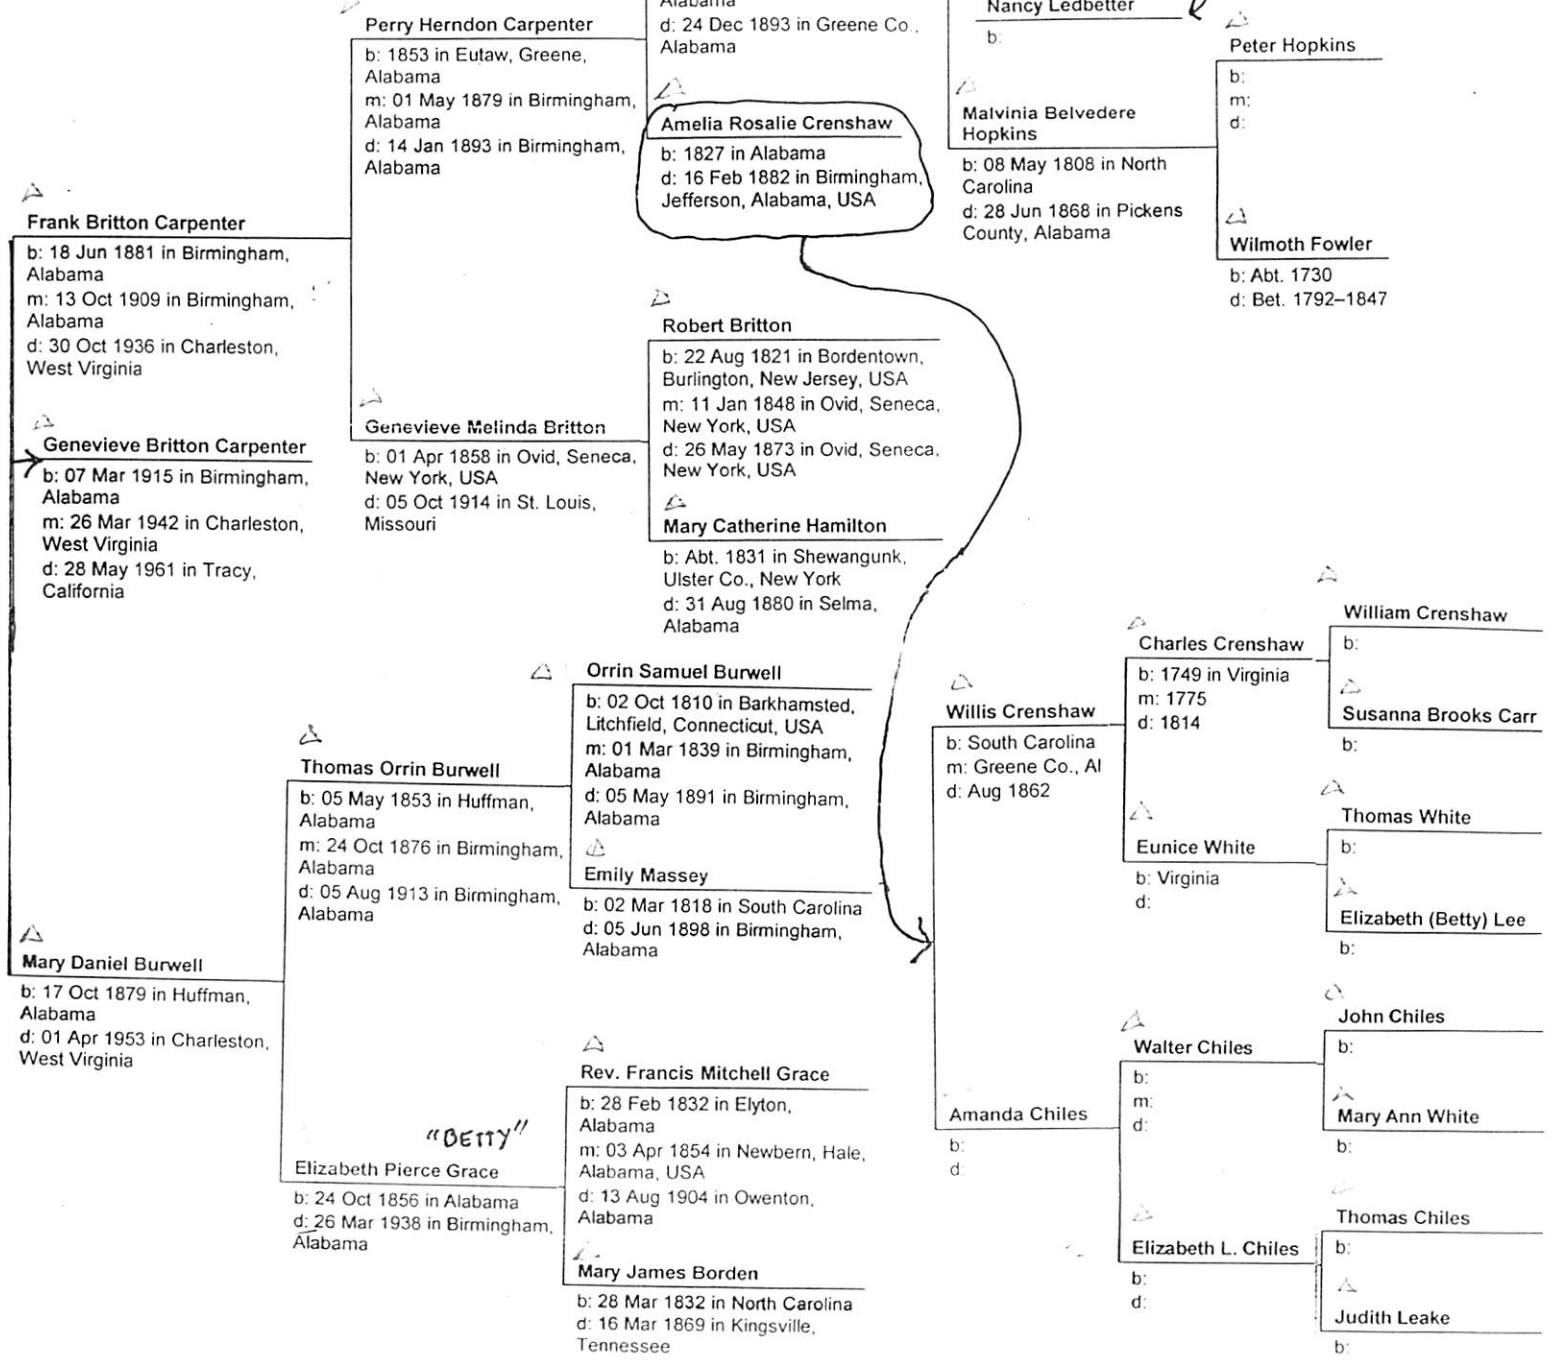 Perry Herndon Carpenter
b: 1853 in Eutaw, Greene,
Alabama
m: 01 May 1879 in Birmingham,
Alabama
d: 14 Jan 1893 in Birmingham,
Alabama
Alabama
d: 24 Dec 1893 in Greene Co.,
Alabama
Amelia Rosalie Crenshaw
b: 1827 in Alabama
d: 16 Feb 1882 in Birmingham,
Jefferson, Alabama, USA
Nancy Ledbetter
b:
Malvinia Belvedere
Hopkins
b: 08 May 1808 in North
Carolina
d: 28 Jun 1868 in Pickens
County, Alabama
Peter Hopkins
b:
m:
d:
Wilmoth Fowler
b: Abt. 1730
d: Bet. 1792–1847
Frank Britton Carpenter
b: 18 Jun 1881 in Birmingham,
Alabama
m: 13 Oct 1909 in Birmingham,
Alabama
d: 30 Oct 1936 in Charleston,
West Virginia
Genevieve Britton Carpenter
b: 07 Mar 1915 in Birmingham,
Alabama
m: 26 Mar 1942 in Charleston,
West Virginia
d: 28 May 1961 in Tracy,
California
Genevieve Melinda Britton
b: 01 Apr 1858 in Ovid, Seneca,
New York, USA
d: 05 Oct 1914 in St. Louis,
Missouri
Robert Britton
b: 22 Aug 1821 in Bordentown,
Burlington, New Jersey, USA
m: 11 Jan 1848 in Ovid, Seneca,
New York, USA
d: 26 May 1873 in Ovid, Seneca,
New York, USA
Mary Catherine Hamilton
b: Abt. 1831 in Shewangunk,
Ulster Co., New York
d: 31 Aug 1880 in Selma,
Alabama
Orrin Samuel Burwell
b: 02 Oct 1810 in Barkhamsted,
Litchfield, Connecticut, USA
m: 01 Mar 1839 in Birmingham,
Alabama
d: 05 May 1891 in Birmingham,
Alabama
Emily Massey
b: 02 Mar 1818 in South Carolina
d: 05 Jun 1898 in Birmingham,
Alabama
Thomas Orrin Burwell
b: 05 May 1853 in Huffman,
Alabama
m: 24 Oct 1876 in Birmingham,
Alabama
d: 05 Aug 1913 in Birmingham,
Alabama
Mary Daniel Burwell
b: 17 Oct 1879 in Huffman,
Alabama
d: 01 Apr 1953 in Charleston,
West Virginia
"BETTY"
Elizabeth Pierce Grace
b: 24 Oct 1856 in Alabama
d: 26 Mar 1938 in Birmingham,
Alabama
Rev. Francis Mitchell Grace
b: 28 Feb 1832 in Elyton,
Alabama
m: 03 Apr 1854 in Newbern, Hale,
Alabama, USA
d: 13 Aug 1904 in Owenton,
Alabama
Mary James Borden
b: 28 Mar 1832 in North Carolina
d: 16 Mar 1869 in Kingsville,
Tennessee
Willis Crenshaw
b: South Carolina
m: Greene Co., Al
d: Aug 1862
Charles Crenshaw
b: 1749 in Virginia
m: 1775
d: 1814
William Crenshaw
b:
Susanna Brooks Carr
b:
Eunice White
b: Virginia
d:
Thomas White
b:
Elizabeth (Betty) Lee
b:
Amanda Chiles
b:
d:
Walter Chiles
b:
m:
d:
John Chiles
b:
Mary Ann White
b:
Elizabeth L. Chiles
b:
d:
Thomas Chiles
b:
Judith Leake
b: